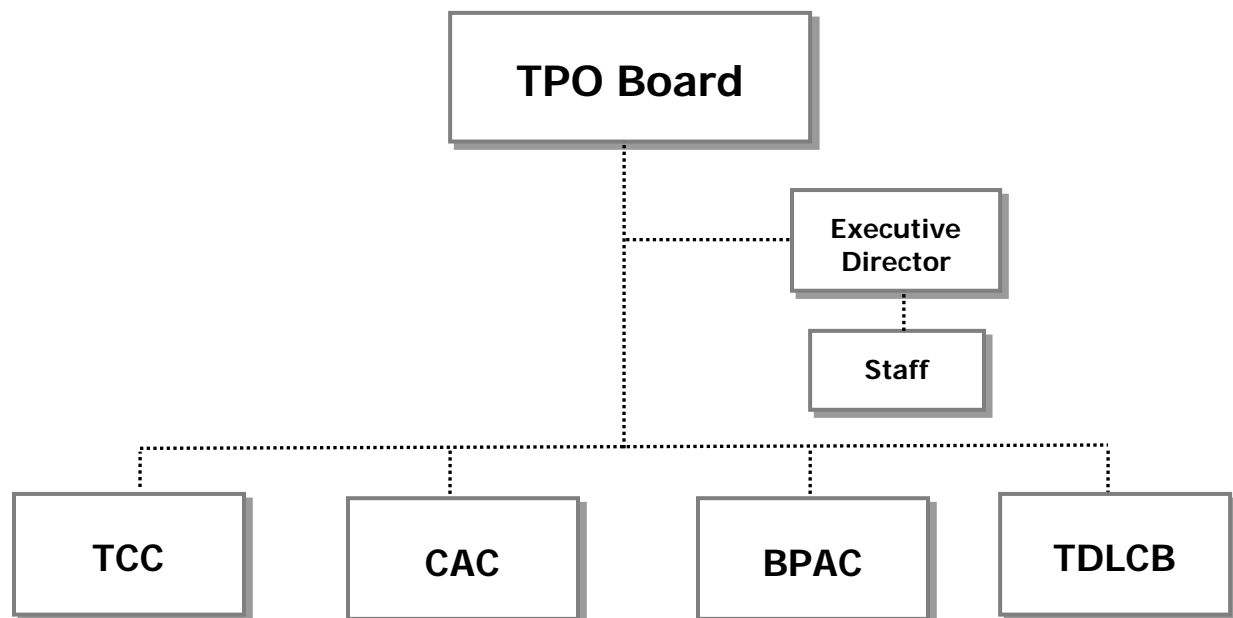 TPO Board
Executive
Director
Staff
TCC
CAC
BPAC
TDLCB